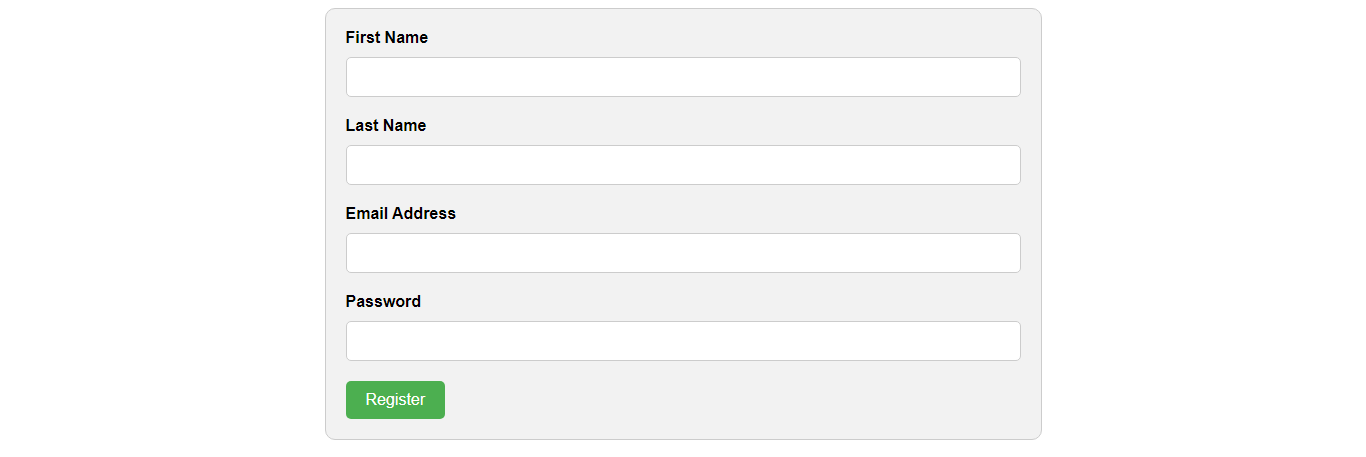 First Name
Last Name
Email Address
Password
Register